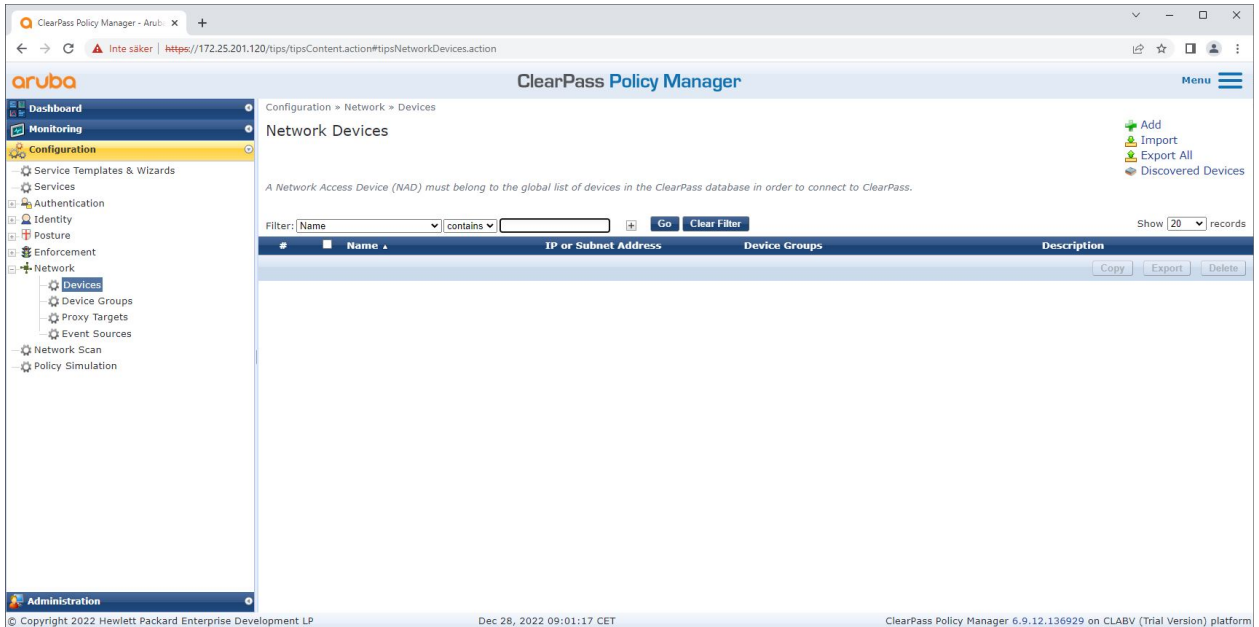 ClearPass Policy Manager - Arub
Inte säker | https://172.25.201.120/tips/tipsContent.action#tipsNetworkDevices.action
aruba
ClearPass Policy Manager
Menu
Dashboard
Monitoring
Configuration
Service Templates & Wizards
Services
Authentication
Identity
Posture
Enforcement
Network
Devices
Device Groups
Proxy Targets
Event Sources
Network Scan
Policy Simulation
Administration
Configuration » Network » Devices
Network Devices
Add
Import
Export All
Discovered Devices
A Network Access Device (NAD) must belong to the global list of devices in the ClearPass database in order to connect to ClearPass.
Filter: Name contains Go Clear Filter Show 20 records
# Name IP or Subnet Address Device Groups Description
Copy Export Delete
© Copyright 2022 Hewlett Packard Enterprise Development LP Dec 28, 2022 09:01:17 CET ClearPass Policy Manager 6.9.12.136929 on CLABV (Trial Version) platform